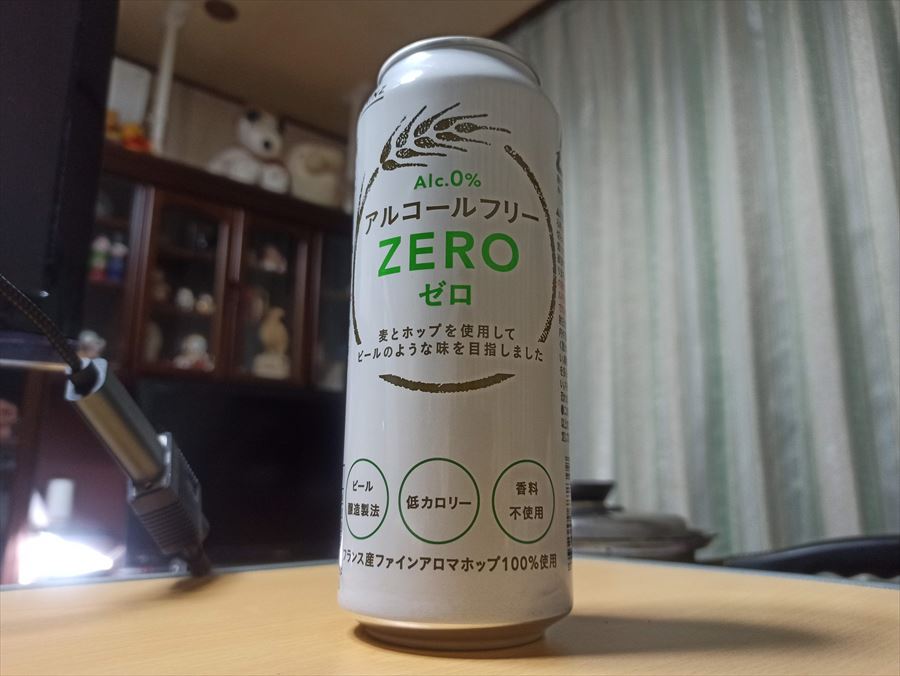 Alc.0%
アルコールフリー
ZERO
ゼロ
麦とホップを使用して
ビールのような味を目指しました
ビール
醸造製法
低カロリー
香料
不使用
フランス産ファインアロマホップ100%使用